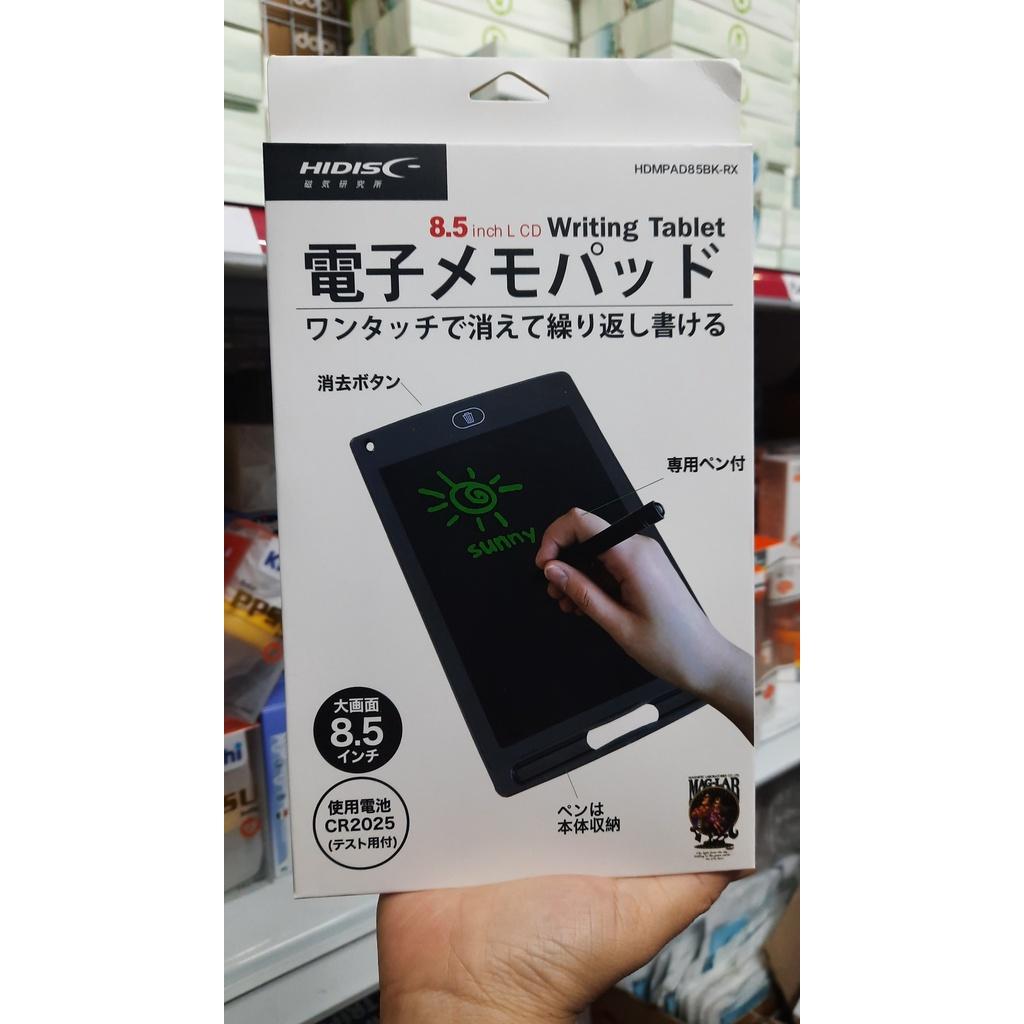 HIDISC
磁気研究所
HDMPAD85BK-RX
8.5 inch LCD Writing Tablet
電子メモパッド
ワンタッチで消えて繰り返し書ける
消去ボタン
専用ペン付
sunny
大画面
8.5
インチ
使用電池
CR2025
(テスト用付)
ペンは
本体収納
MAG-LAB